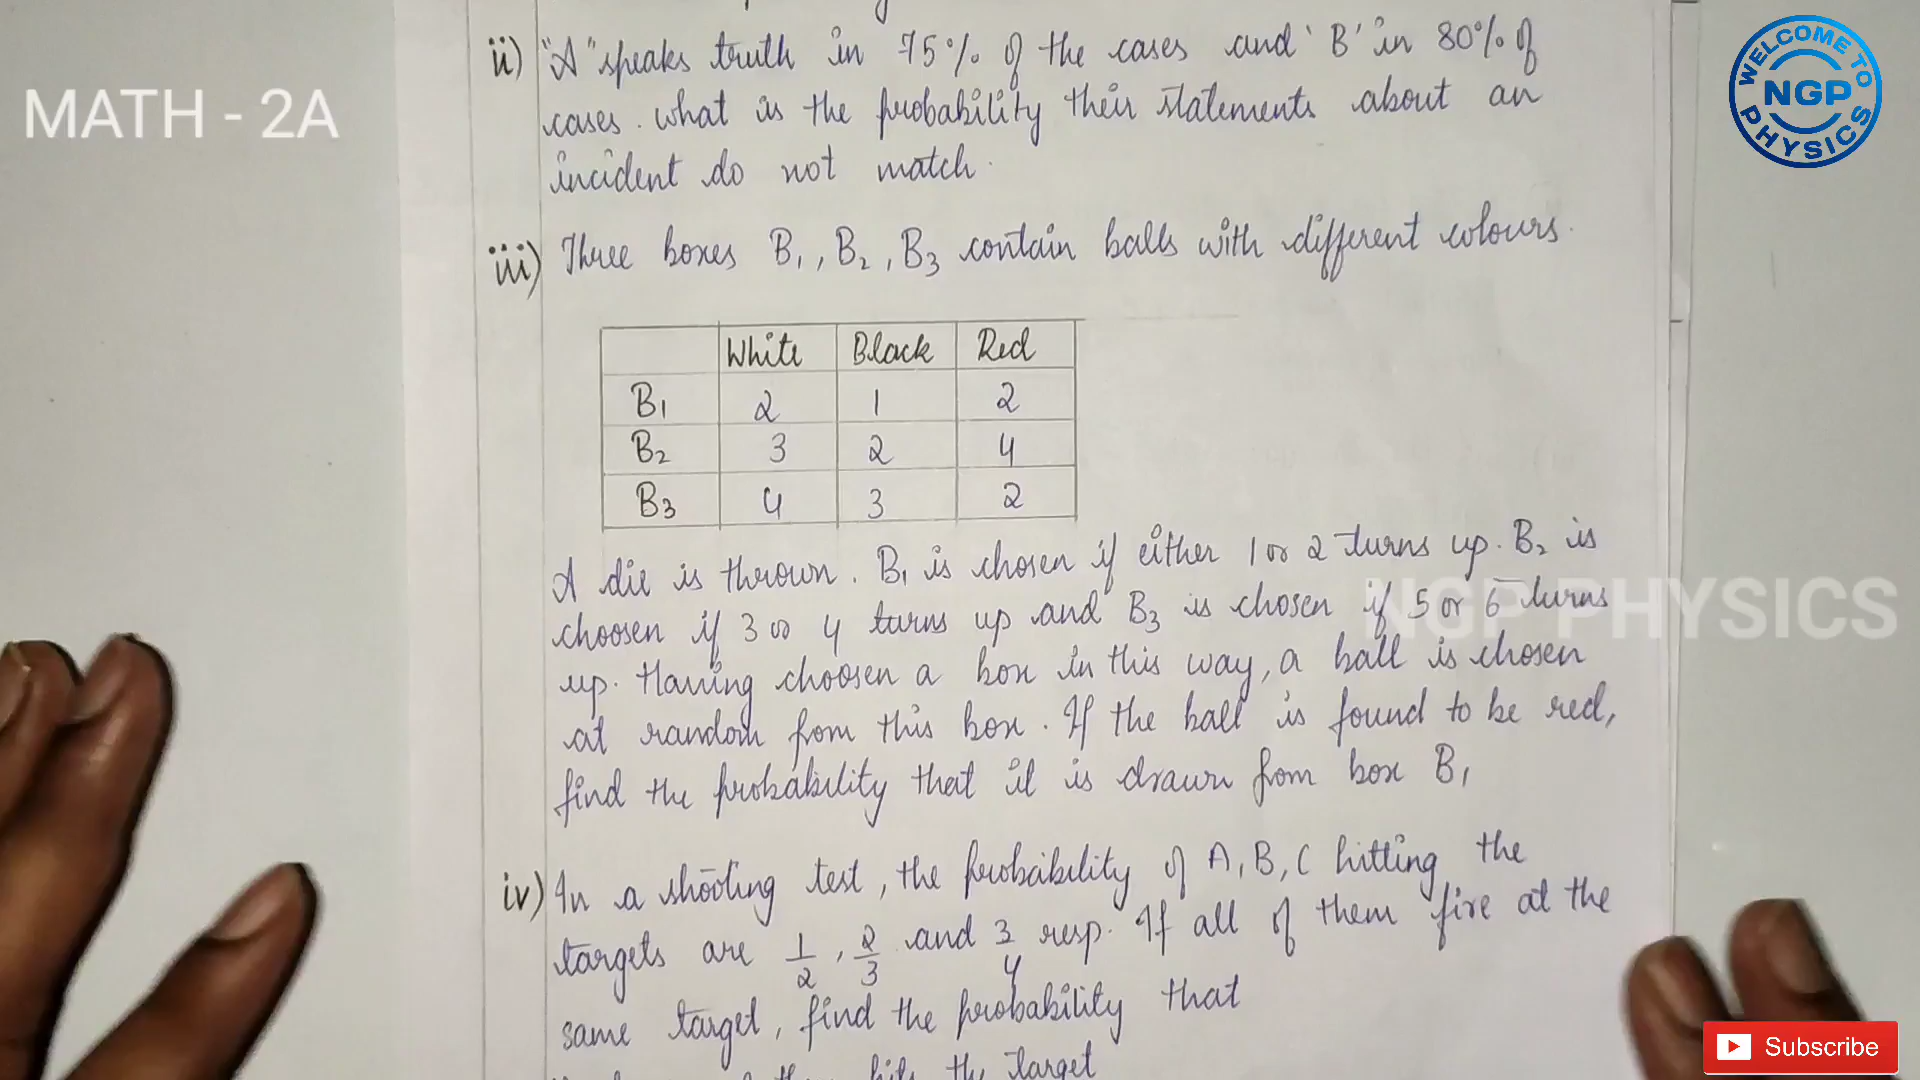 MATH - 2A
WELCOME TO NGP PHYSICS
ii) "A" speaks truth in 75% of the cases and 'B' in 80% of
cases. what is the probability their statements about an
incident do not match.
iii) Three boxes B1, B2, B3 contain balls with different colours.
White Black Red
B1 2 1 2
B2 3 2 4
B3 4 3 2
A die is thrown. B1 is chosen if either 1 or 2 turns up. B2 is
choosen if 3 or 4 turns up and B3 is chosen if 5 or 6 turns
up. Having choosen a box in this way, a ball is chosen
at random from this box. If the ball is found to be red,
find the probability that it is drawn from box B1
NGP PHYSICS
iv) In a shooting test, the probability of A, B, C hitting the
targets are 1/2, 2/3 and 3/4 resp. If all of them fire at the
same target, find the probability that
hits the target
Subscribe